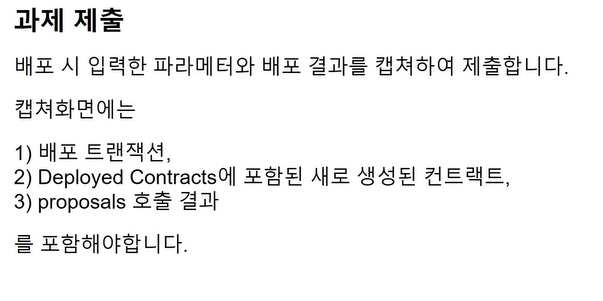 과제 제출
배포 시 입력한 파라메터와 배포 결과를 캡쳐하여 제출합니다.
캡쳐화면에는
1) 배포 트랜잭션,
2) Deployed Contracts에 포함된 새로 생성된 컨트랙트,
3) proposals 호출 결과
를 포함해야합니다.